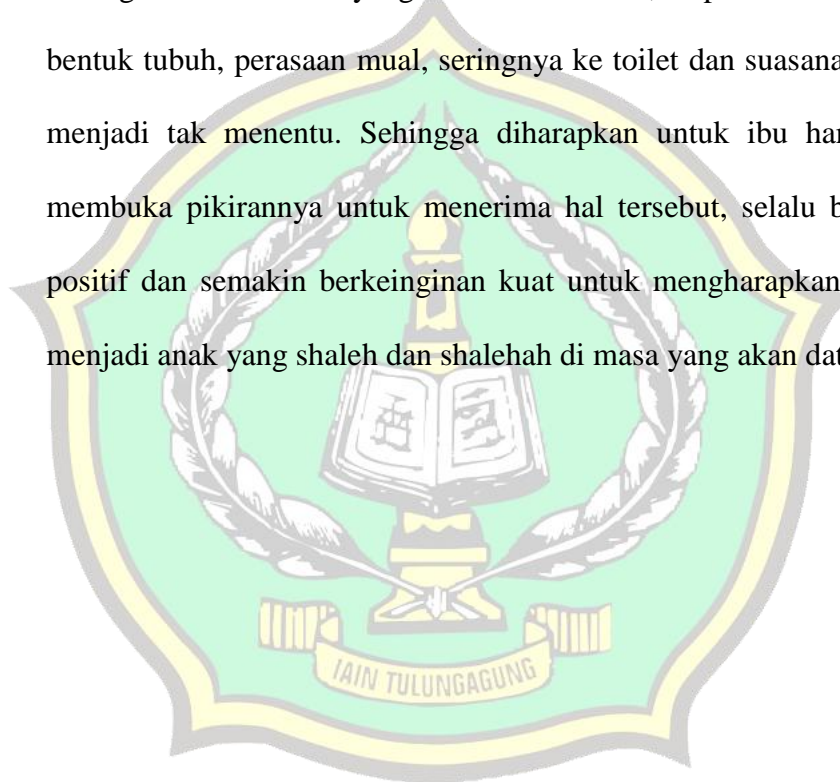 bentuk tubuh, perasaan mual, seringnya ke toilet dan suasana
menjadi tak menentu. Sehingga diharapkan untuk ibu
membuka pikirannya untuk menerima hal tersebut, selalu
positif dan semakin berkeinginan kuat untuk mengharapkan
menjadi anak yang shaleh dan shalehah di masa yang akan
IAIN TULUNGAGUNG